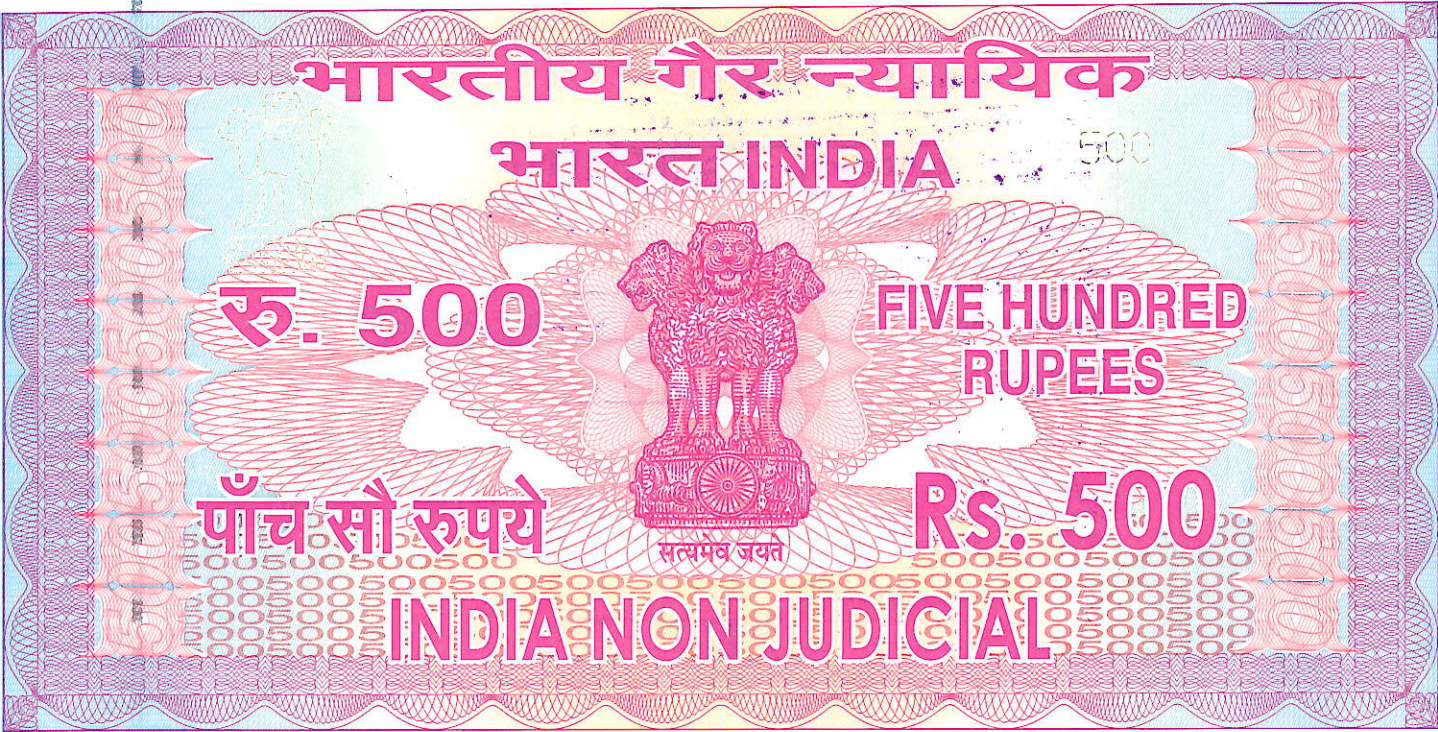 भारतीय गैर न्यायिक
भारत INDIA
500
रु. 500
FIVE HUNDRED
RUPEES
पाँच सौ रुपये
Rs. 500
सत्यमेव जयते
INDIA NON JUDICIAL